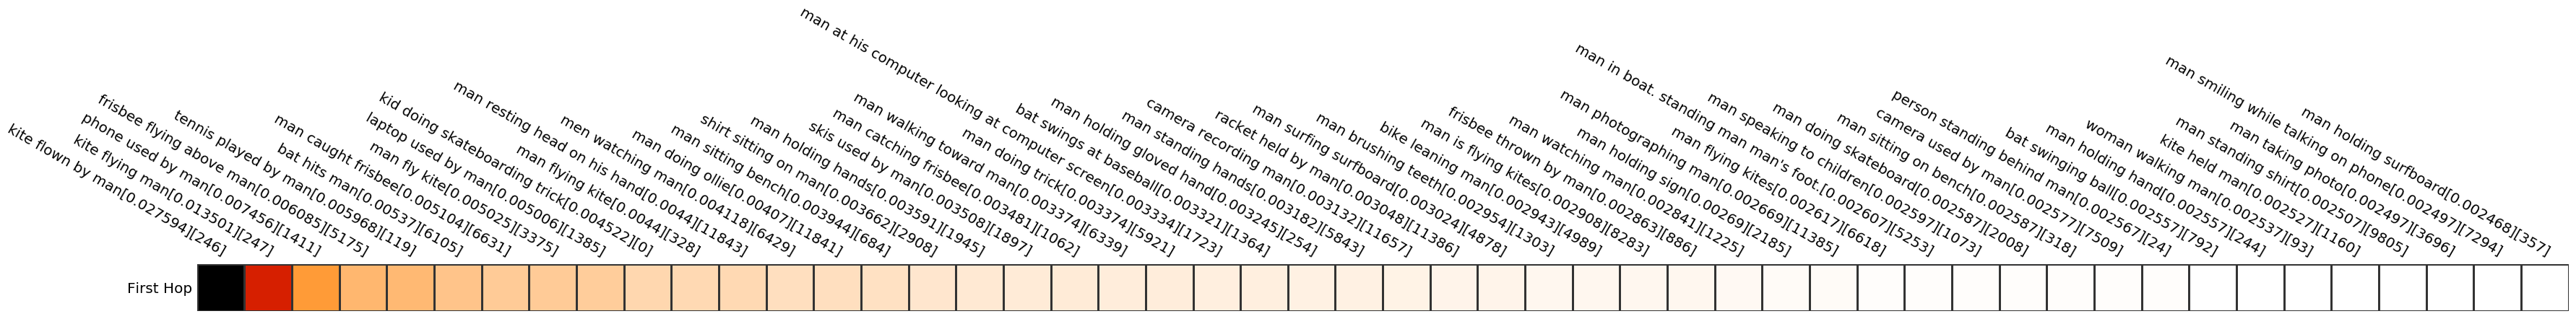 kite flown by man[0.027594][246]
kite flying man[0.013501][247]
phone used by man[0.007456][1411]
frisbee flying above man[0.006085][5175]
tennis played by man[0.005968][119]
bat hits man[0.00537][6105]
man caught frisbee[0.005104][6631]
man fly kite[0.005025][3375]
laptop used by man[0.005006][1385]
kid doing skateboarding trick[0.004522][0]
man flying kite[0.0044][328]
man resting head on his hand[0.0044][11843]
men watching man[0.004118][6429]
man doing ollie[0.00407][11841]
man sitting bench[0.003944][684]
shirt sitting on man[0.003662][2908]
man holding hands[0.003591][1945]
skis used by man[0.003508][1897]
man catching frisbee[0.003481][1062]
man walking toward man[0.003374][6339]
man doing trick[0.003374][5921]
man at his computer looking at computer screen[0.003334][1723]
bat swings at baseball[0.003321][1364]
man holding gloved hand[0.003245][254]
man standing hands[0.003182][5843]
camera recording man[0.003132][11657]
racket held by man[0.003048][11386]
man surfing surfboard[0.003024][4878]
man brushing teeth[0.002954][1303]
bike leaning man[0.002943][4989]
man is flying kites[0.002908][8283]
frisbee thrown by man[0.002863][886]
man watching man[0.002841][1225]
man holding sign[0.00269][2185]
man photographing man[0.002669][11385]
man flying kites[0.002617][6618]
man in boat. standing man man's foot.[0.002607][5253]
man speaking to children[0.002597][1073]
man doing skateboard[0.002587][2008]
man sitting on bench[0.002587][318]
camera used by man[0.002577][7509]
person standing behind man[0.002567][24]
bat swinging ball[0.002557][792]
man holding hand[0.002557][244]
woman walking man[0.002537][93]
kite held man[0.002527][1160]
man standing shirt[0.002507][9805]
man taking photo[0.002497][3696]
man smiling while talking on phone[0.002497][7294]
man holding surfboard[0.002468][357]
First Hop